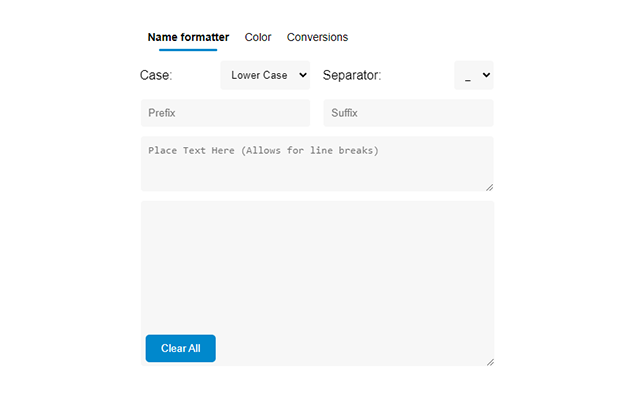 Name formatter Color Conversions
Case: Lower Case Separator: _
Prefix Suffix
Place Text Here (Allows for line breaks)
Clear All